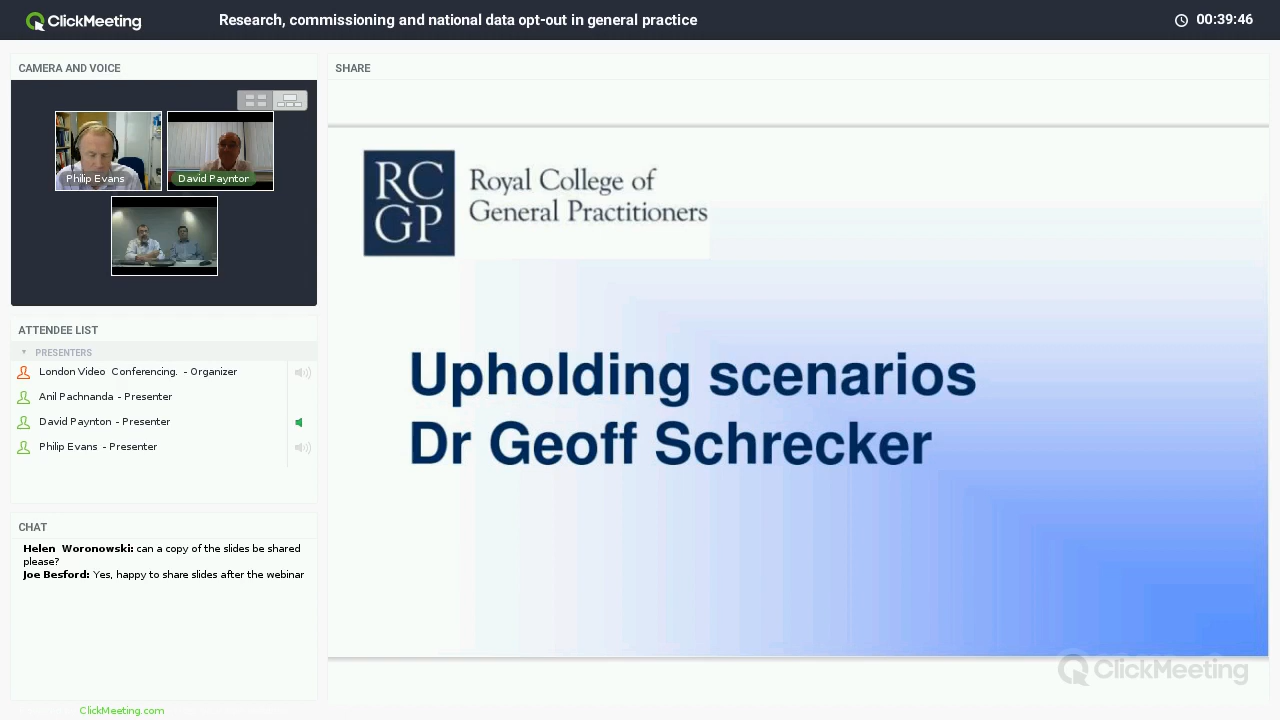 ClickMeeting
Research, commissioning and national data opt-out in general practice
00:39:46
CAMERA AND VOICE
Philip Evans
David Paynton
ATTENDEE LIST
PRESENTERS
London Video Conferencing. - Organizer
Anil Pachnanda - Presenter
David Paynton - Presenter
Philip Evans - Presenter
CHAT
Helen Woronowski: can a copy of the slides be shared
please?
Joe Besford: Yes, happy to share slides after the webinar
ClickMeeting.com
SHARE
RC
GP
Royal College of
General Practitioners
Upholding scenarios
Dr Geoff Schrecker
ClickMeeting